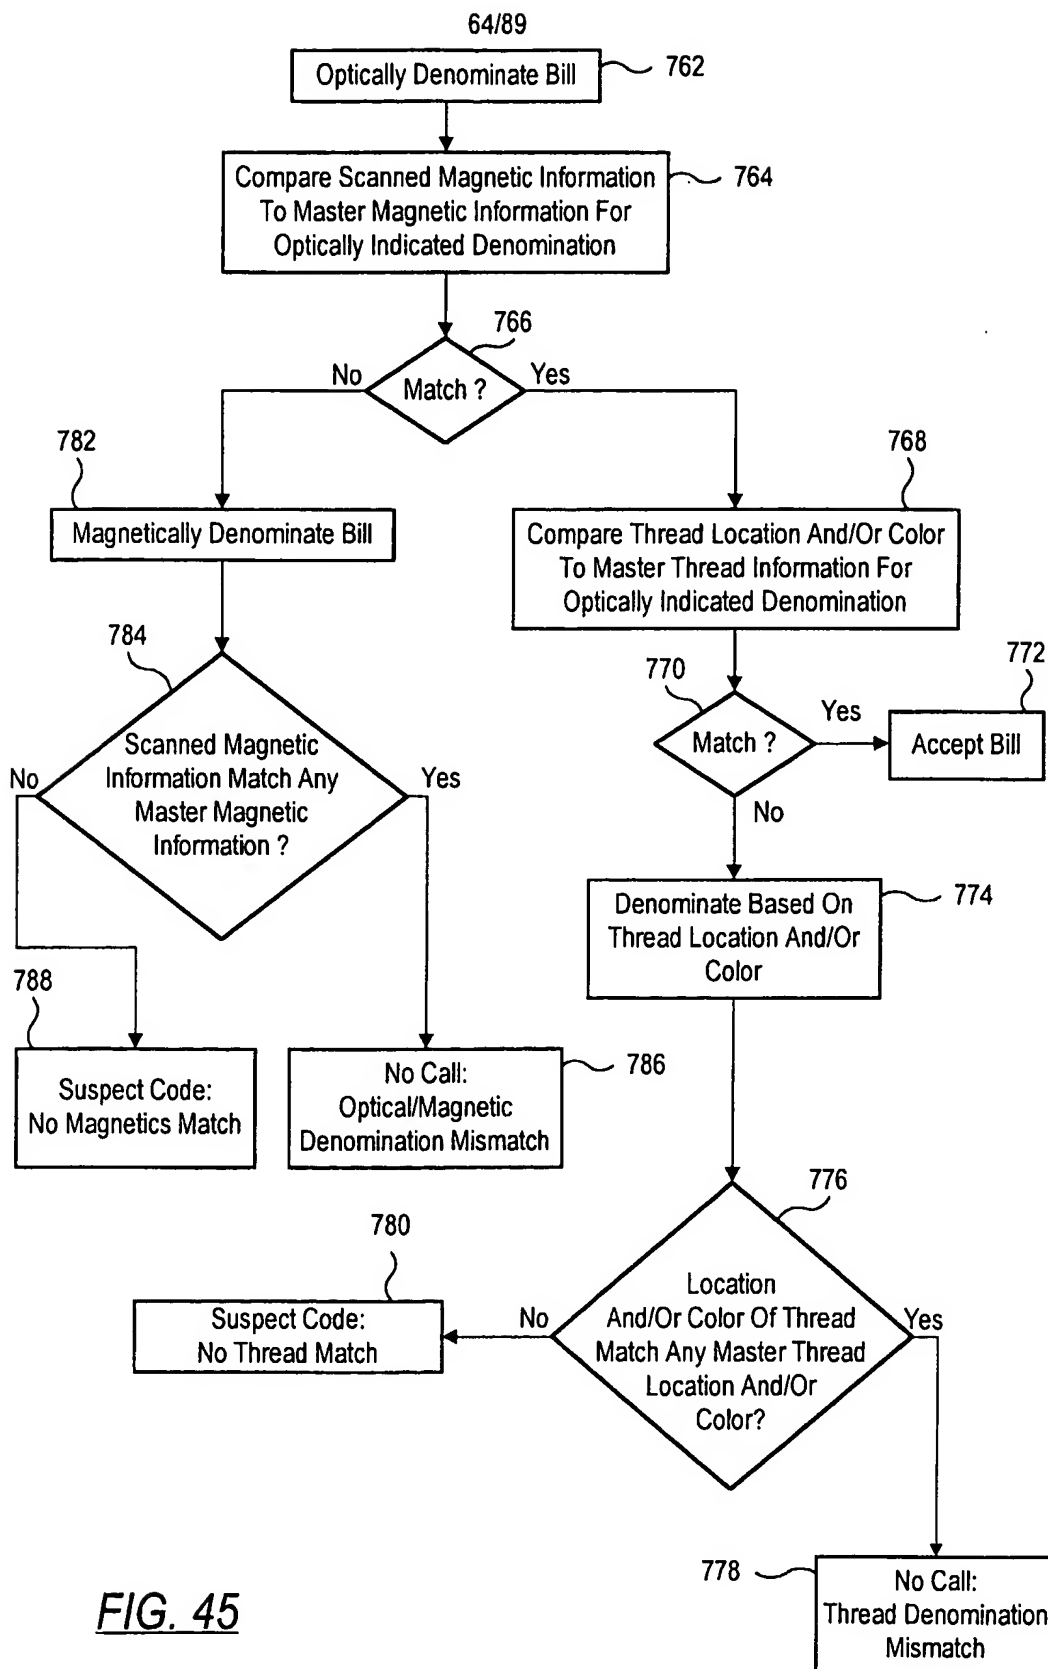 64/89
Optically Denominate Bill
762
Compare Scanned Magnetic Information
To Master Magnetic Information For
Optically Indicated Denomination
764
766
No
Match ?
Yes
782
Magnetically Denominate Bill
768
Compare Thread Location And/Or Color
To Master Thread Information For
Optically Indicated Denomination
784
Scanned Magnetic
Information Match Any
Master Magnetic
Information ?
No
Yes
770
Match ?
Yes
772
Accept Bill
No
Denominate Based On
Thread Location And/Or
Color
774
788
Suspect Code:
No Magnetics Match
No Call:
Optical/Magnetic
Denomination Mismatch
786
776
Location
And/Or Color Of Thread
Match Any Master Thread
Location And/Or
Color?
No
Yes
780
Suspect Code:
No Thread Match
778
No Call:
Thread Denomination
Mismatch
FIG. 45